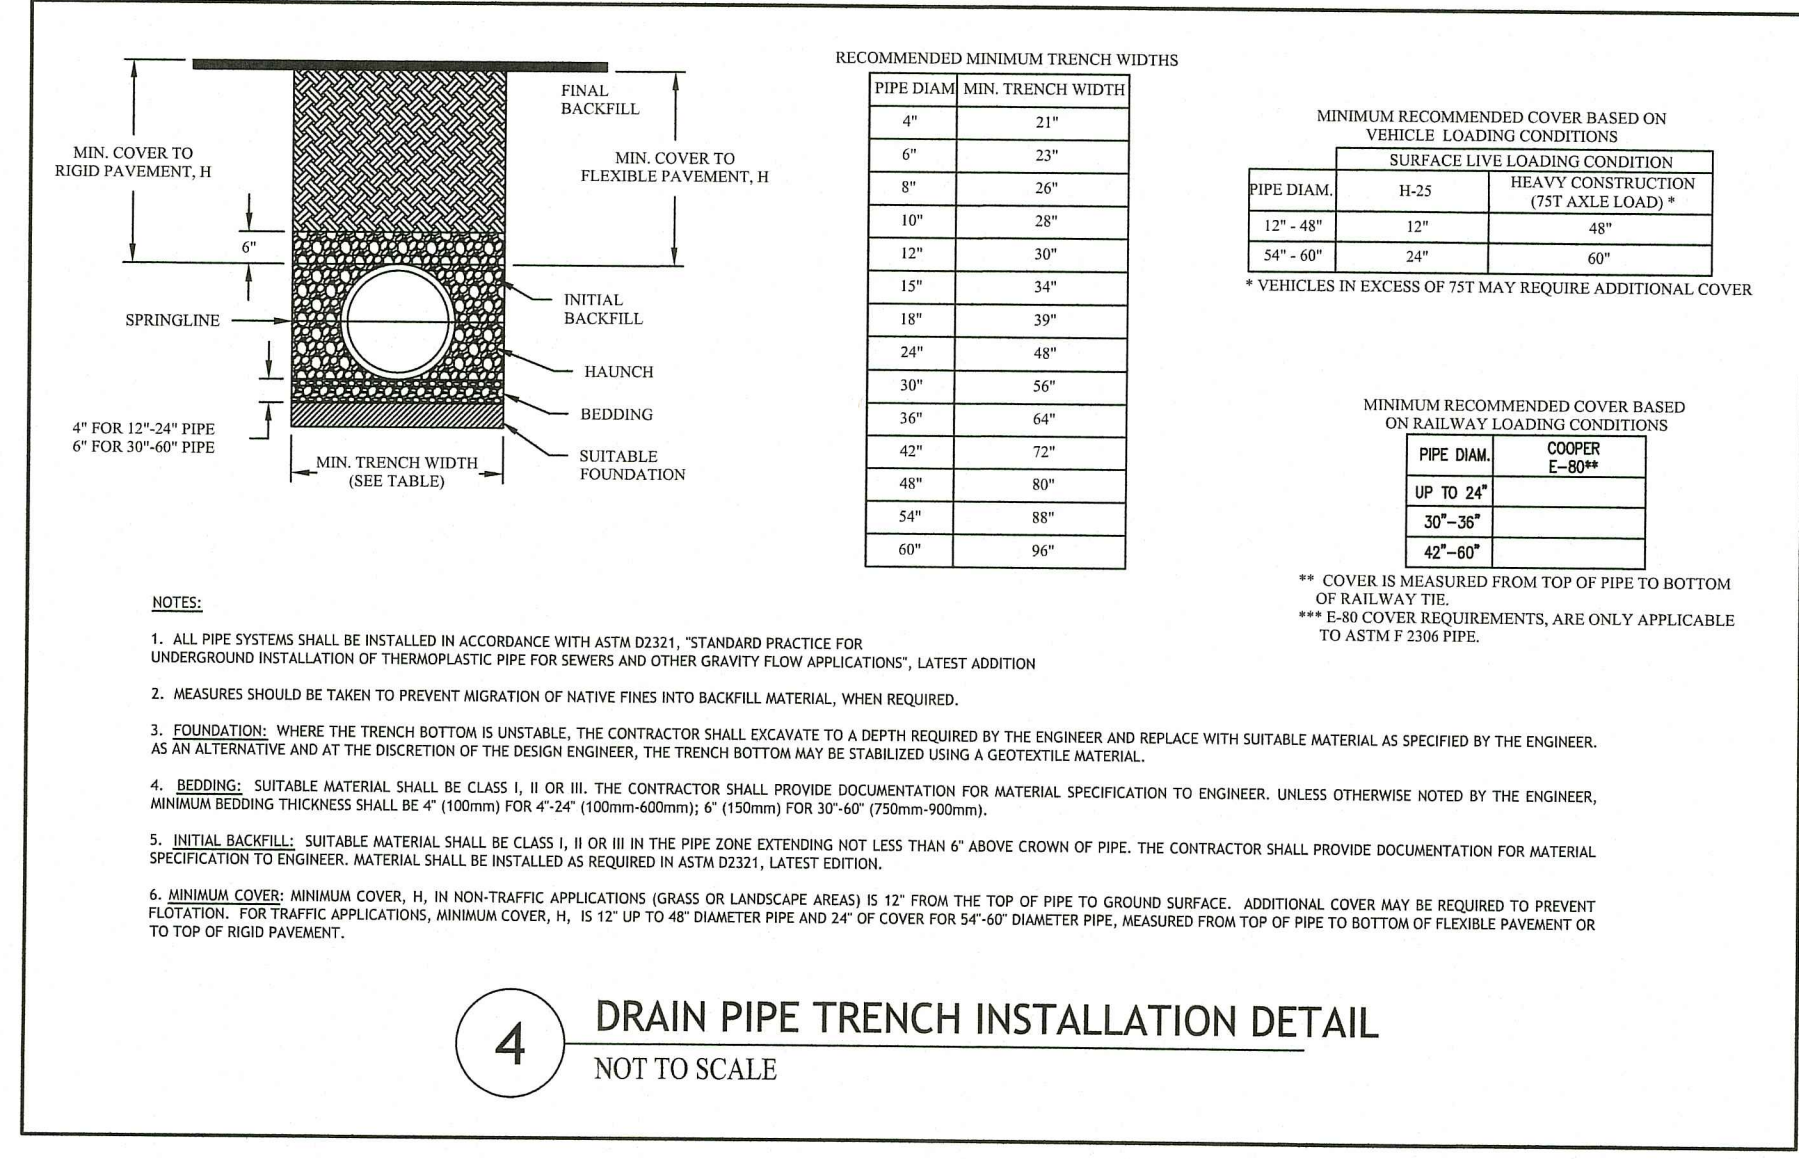 FINAL
BACKFILL
MIN. COVER TO
RIGID PAVEMENT, H
MIN. COVER TO
FLEXIBLE PAVEMENT, H
6"
INITIAL
BACKFILL
SPRINGLINE
HAUNCH
BEDDING
4" FOR 12"-24" PIPE
6" FOR 30"-60" PIPE
MIN. TRENCH WIDTH
(SEE TABLE)
SUITABLE
FOUNDATION
RECOMMENDED MINIMUM TRENCH WIDTHS
PIPE DIAM MIN. TRENCH WIDTH
4" 21"
6" 23"
8" 26"
10" 28"
12" 30"
15" 34"
18" 39"
24" 48"
30" 56"
36" 64"
42" 72"
48" 80"
54" 88"
60" 96"
MINIMUM RECOMMENDED COVER BASED ON
VEHICLE LOADING CONDITIONS
SURFACE LIVE LOADING CONDITION
PIPE DIAM. H-25 HEAVY CONSTRUCTION
(75T AXLE LOAD) *
12" - 48" 12" 48"
54" - 60" 24" 60"
* VEHICLES IN EXCESS OF 75T MAY REQUIRE ADDITIONAL COVER
MINIMUM RECOMMENDED COVER BASED
ON RAILWAY LOADING CONDITIONS
PIPE DIAM. COOPER
E-80**
UP TO 24"
30"-36"
42"-60"
** COVER IS MEASURED FROM TOP OF PIPE TO BOTTOM
OF RAILWAY TIE.
*** E-80 COVER REQUIREMENTS, ARE ONLY APPLICABLE
TO ASTM F 2306 PIPE.
NOTES:
1. ALL PIPE SYSTEMS SHALL BE INSTALLED IN ACCORDANCE WITH ASTM D2321, "STANDARD PRACTICE FOR
UNDERGROUND INSTALLATION OF THERMOPLASTIC PIPE FOR SEWERS AND OTHER GRAVITY FLOW APPLICATIONS", LATEST ADDITION
2. MEASURES SHOULD BE TAKEN TO PREVENT MIGRATION OF NATIVE FINES INTO BACKFILL MATERIAL, WHEN REQUIRED.
3. FOUNDATION: WHERE THE TRENCH BOTTOM IS UNSTABLE, THE CONTRACTOR SHALL EXCAVATE TO A DEPTH REQUIRED BY THE ENGINEER AND REPLACE WITH SUITABLE MATERIAL AS SPECIFIED BY THE ENGINEER.
AS AN ALTERNATIVE AND AT THE DISCRETION OF THE DESIGN ENGINEER, THE TRENCH BOTTOM MAY BE STABILIZED USING A GEOTEXTILE MATERIAL.
4. BEDDING: SUITABLE MATERIAL SHALL BE CLASS I, II OR III. THE CONTRACTOR SHALL PROVIDE DOCUMENTATION FOR MATERIAL SPECIFICATION TO ENGINEER. UNLESS OTHERWISE NOTED BY THE ENGINEER,
MINIMUM BEDDING THICKNESS SHALL BE 4" (100mm) FOR 4"-24" (100mm-600mm); 6" (150mm) FOR 30"-60" (750mm-900mm).
5. INITIAL BACKFILL: SUITABLE MATERIAL SHALL BE CLASS I, II OR III IN THE PIPE ZONE EXTENDING NOT LESS THAN 6" ABOVE CROWN OF PIPE. THE CONTRACTOR SHALL PROVIDE DOCUMENTATION FOR MATERIAL
SPECIFICATION TO ENGINEER. MATERIAL SHALL BE INSTALLED AS REQUIRED IN ASTM D2321, LATEST EDITION.
6. MINIMUM COVER: MINIMUM COVER, H, IN NON-TRAFFIC APPLICATIONS (GRASS OR LANDSCAPE AREAS) IS 12" FROM THE TOP OF PIPE TO GROUND SURFACE. ADDITIONAL COVER MAY BE REQUIRED TO PREVENT
FLOTATION. FOR TRAFFIC APPLICATIONS, MINIMUM COVER, H, IS 12" UP TO 48" DIAMETER PIPE AND 24" OF COVER FOR 54"-60" DIAMETER PIPE, MEASURED FROM TOP OF PIPE TO BOTTOM OF FLEXIBLE PAVEMENT OR
TO TOP OF RIGID PAVEMENT.
4
DRAIN PIPE TRENCH INSTALLATION DETAIL
NOT TO SCALE